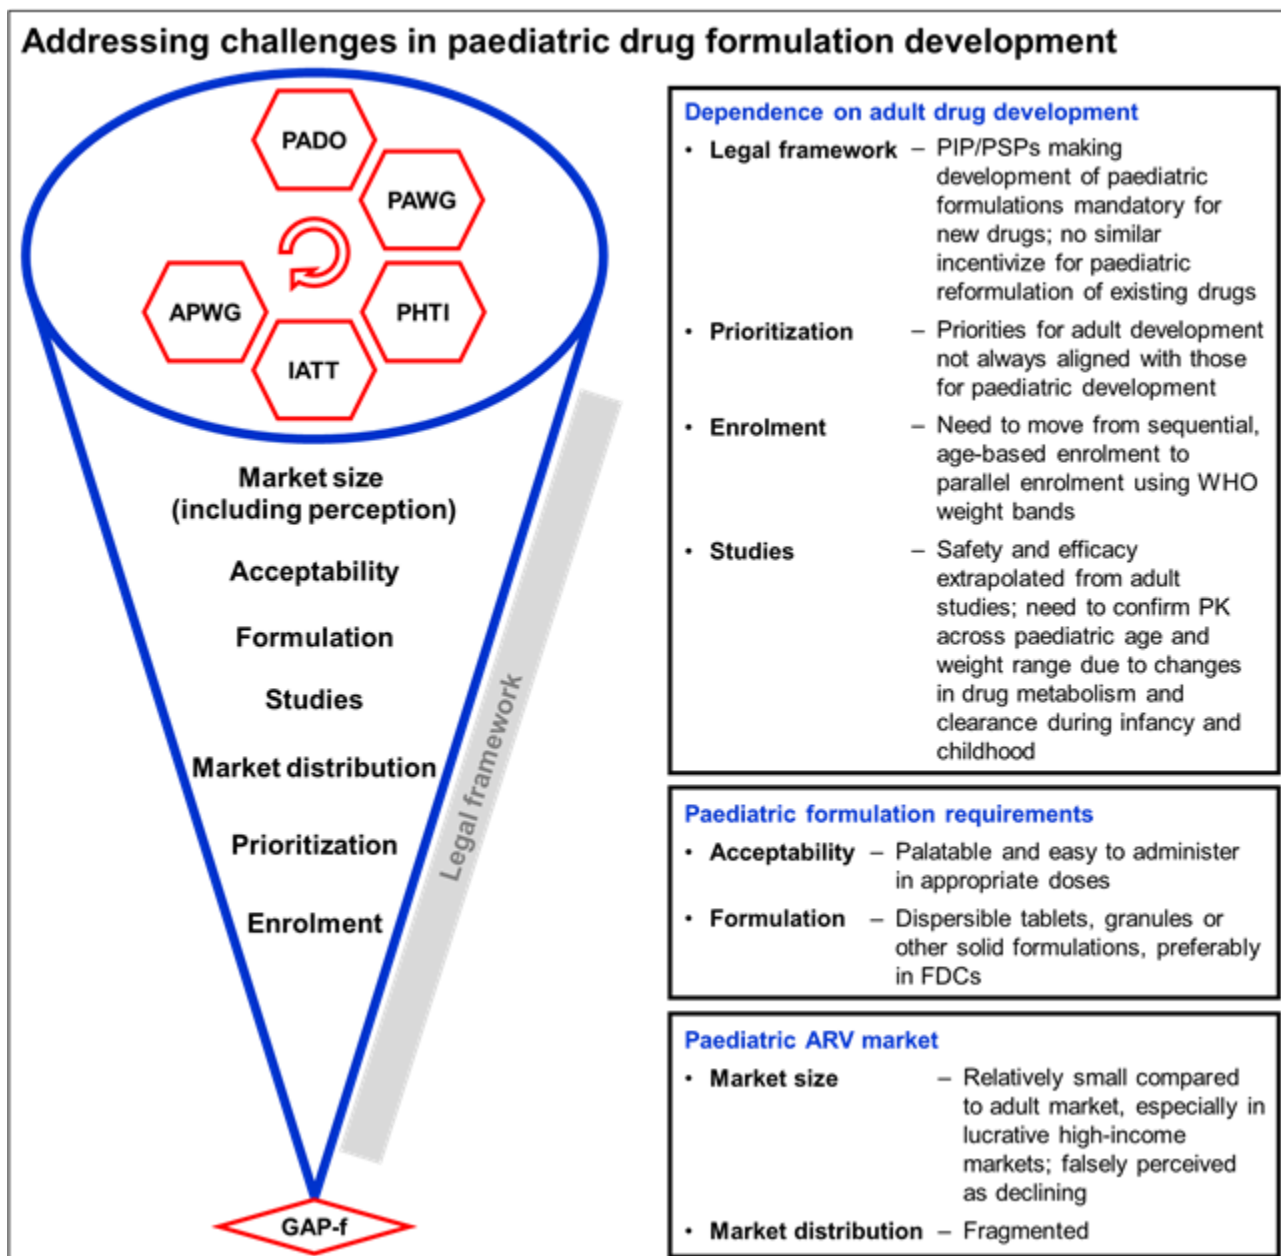 Addressing challenges in paediatric drug formulation development
PADO
PAWG
APWG
PHTI
IATT
Market size
(including perception)
Acceptability
Formulation
Studies
Market distribution
Prioritization
Enrolment
Legal framework
GAP-f
Dependence on adult drug development
• Legal framework – PIP/PSPs making
development of paediatric
formulations mandatory for
new drugs; no similar
incentivize for paediatric
reformulation of existing drugs
• Prioritization – Priorities for adult development
not always aligned with those
for paediatric development
• Enrolment – Need to move from sequential,
age-based enrolment to
parallel enrolment using WHO
weight bands
• Studies – Safety and efficacy
extrapolated from adult
studies; need to confirm PK
across paediatric age and
weight range due to changes
in drug metabolism and
clearance during infancy and
childhood
Paediatric formulation requirements
• Acceptability – Palatable and easy to administer
in appropriate doses
• Formulation – Dispersible tablets, granules or
other solid formulations, preferably
in FDCs
Paediatric ARV market
• Market size – Relatively small compared
to adult market, especially in
lucrative high-income
markets; falsely perceived
as declining
• Market distribution – Fragmented